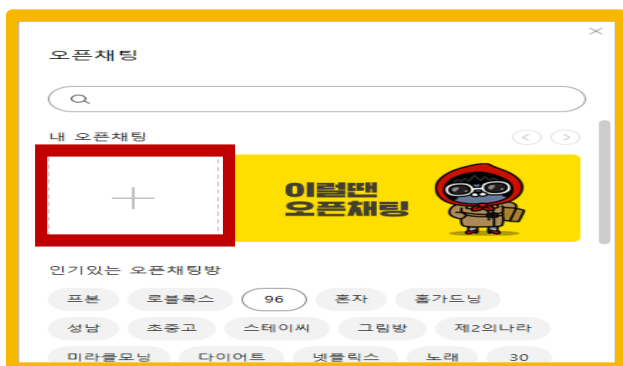 오픈채팅
내 오픈채팅
이럴땐
오픈채팅
인기있는 오픈채팅방
프본 로블록스 96 혼자 홈가드닝
성남 초중고 스테이씨 그림방 제2의나라
미라클모닝 다이어트 넷플릭스 노래 30